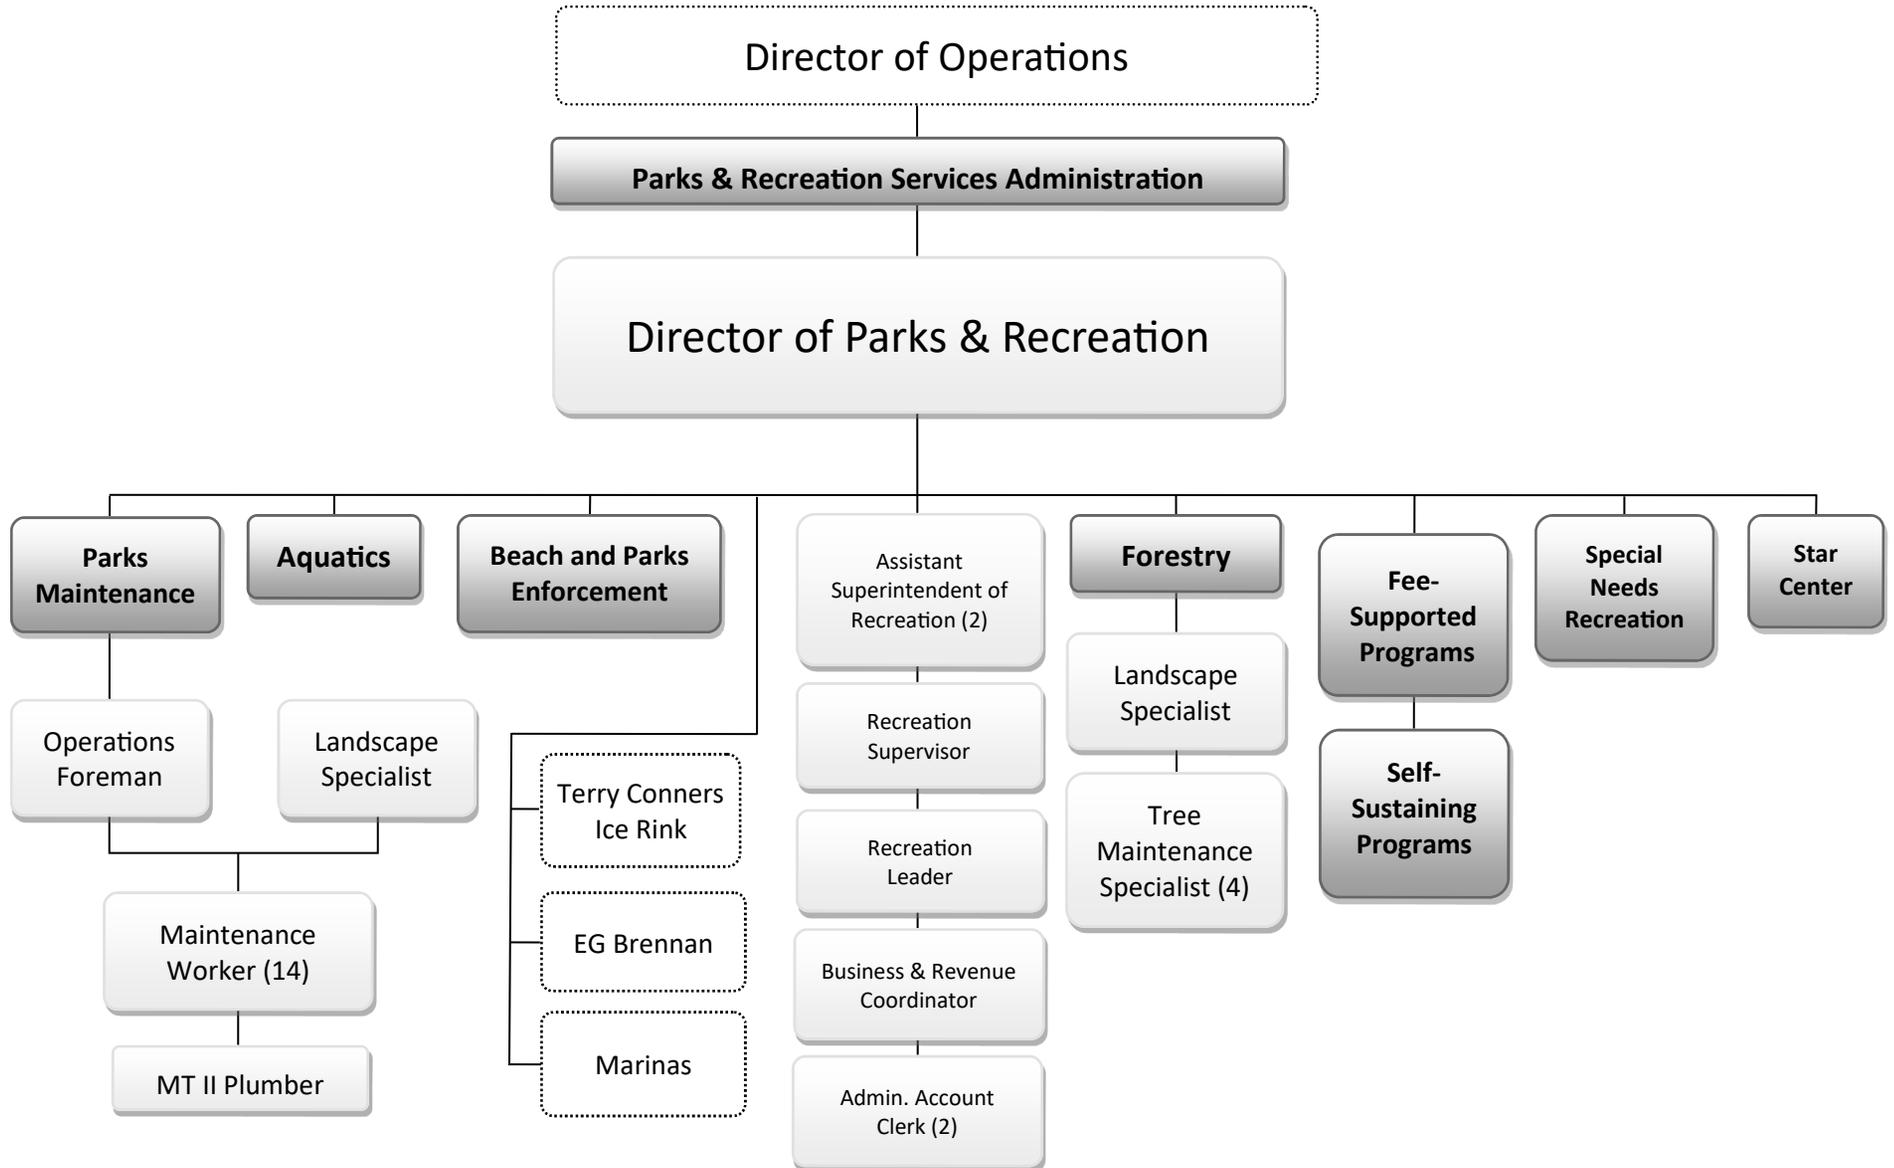 Director of Operations
Parks & Recreation Services Administration
Director of Parks & Recreation
Parks
Maintenance
Aquatics
Beach and Parks
Enforcement
Assistant
Superintendent of
Recreation (2)
Forestry
Fee-
Supported
Programs
Special
Needs
Recreation
Star
Center
Operations
Foreman
Landscape
Specialist
Maintenance
Worker (14)
MT II Plumber
Terry Conners
Ice Rink
EG Brennan
Marinas
Recreation
Supervisor
Recreation
Leader
Business & Revenue
Coordinator
Admin. Account
Clerk (2)
Landscape
Specialist
Tree
Maintenance
Specialist (4)
Self-
Sustaining
Programs